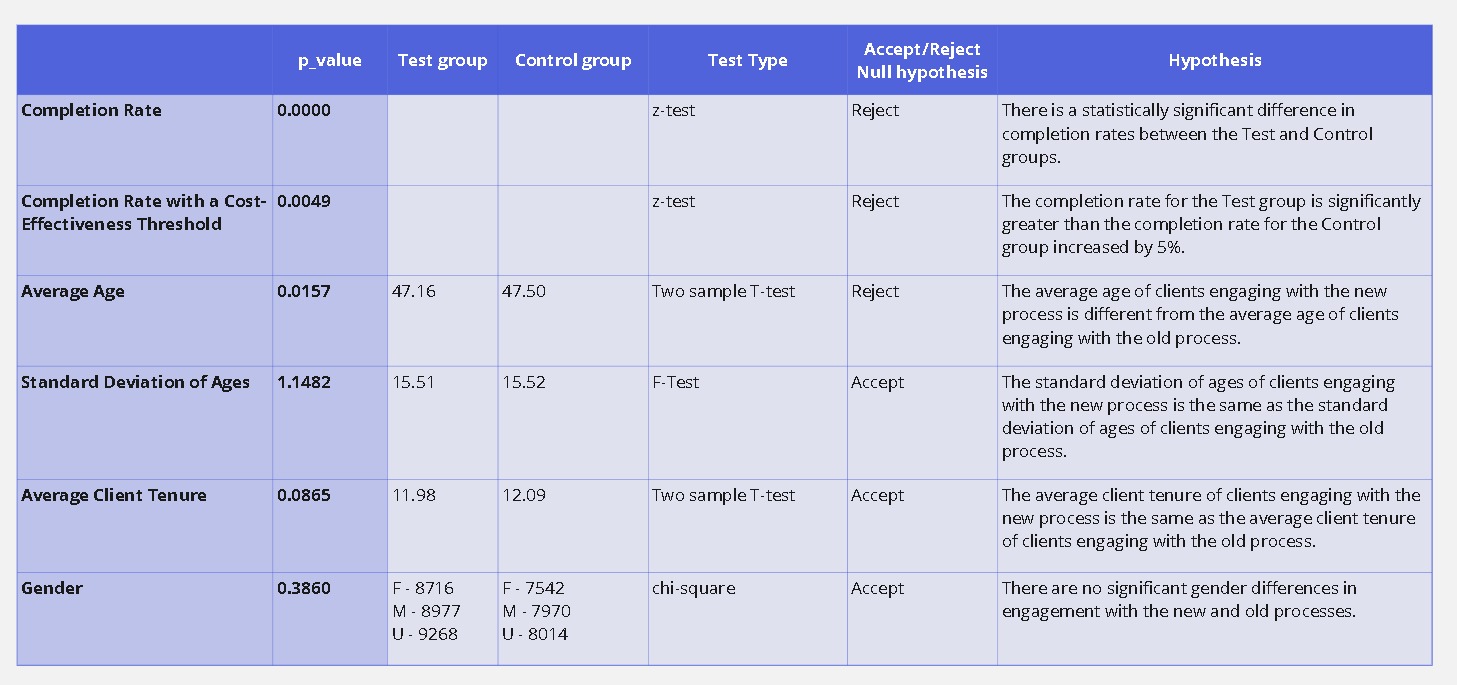 p_value Test group Control group Test Type Accept/Reject Null hypothesis Hypothesis
Completion Rate 0.0000 z-test Reject There is a statistically significant difference in
completion rates between the Test and Control
groups.
Completion Rate with a Cost- 0.0049 z-test Reject The completion rate for the Test group is significantly
Effectiveness Threshold greater than the completion rate for the Control
group increased by 5%.
Average Age 0.0157 47.16 47.50 Two sample T-test Reject The average age of clients engaging with the new
process is different from the average age of clients
engaging with the old process.
Standard Deviation of Ages 1.1482 15.51 15.52 F-Test Accept The standard deviation of ages of clients engaging
with the new process is the same as the standard
deviation of ages of clients engaging with the old
process.
Average Client Tenure 0.0865 11.98 12.09 Two sample T-test Accept The average client tenure of clients engaging with the
new process is the same as the average client tenure
of clients engaging with the old process.
Gender 0.3860 F - 8716 F - 7542 chi-square Accept There are no significant gender differences in
M - 8977 M - 7970 engagement with the new and old processes.
U - 9268 U - 8014